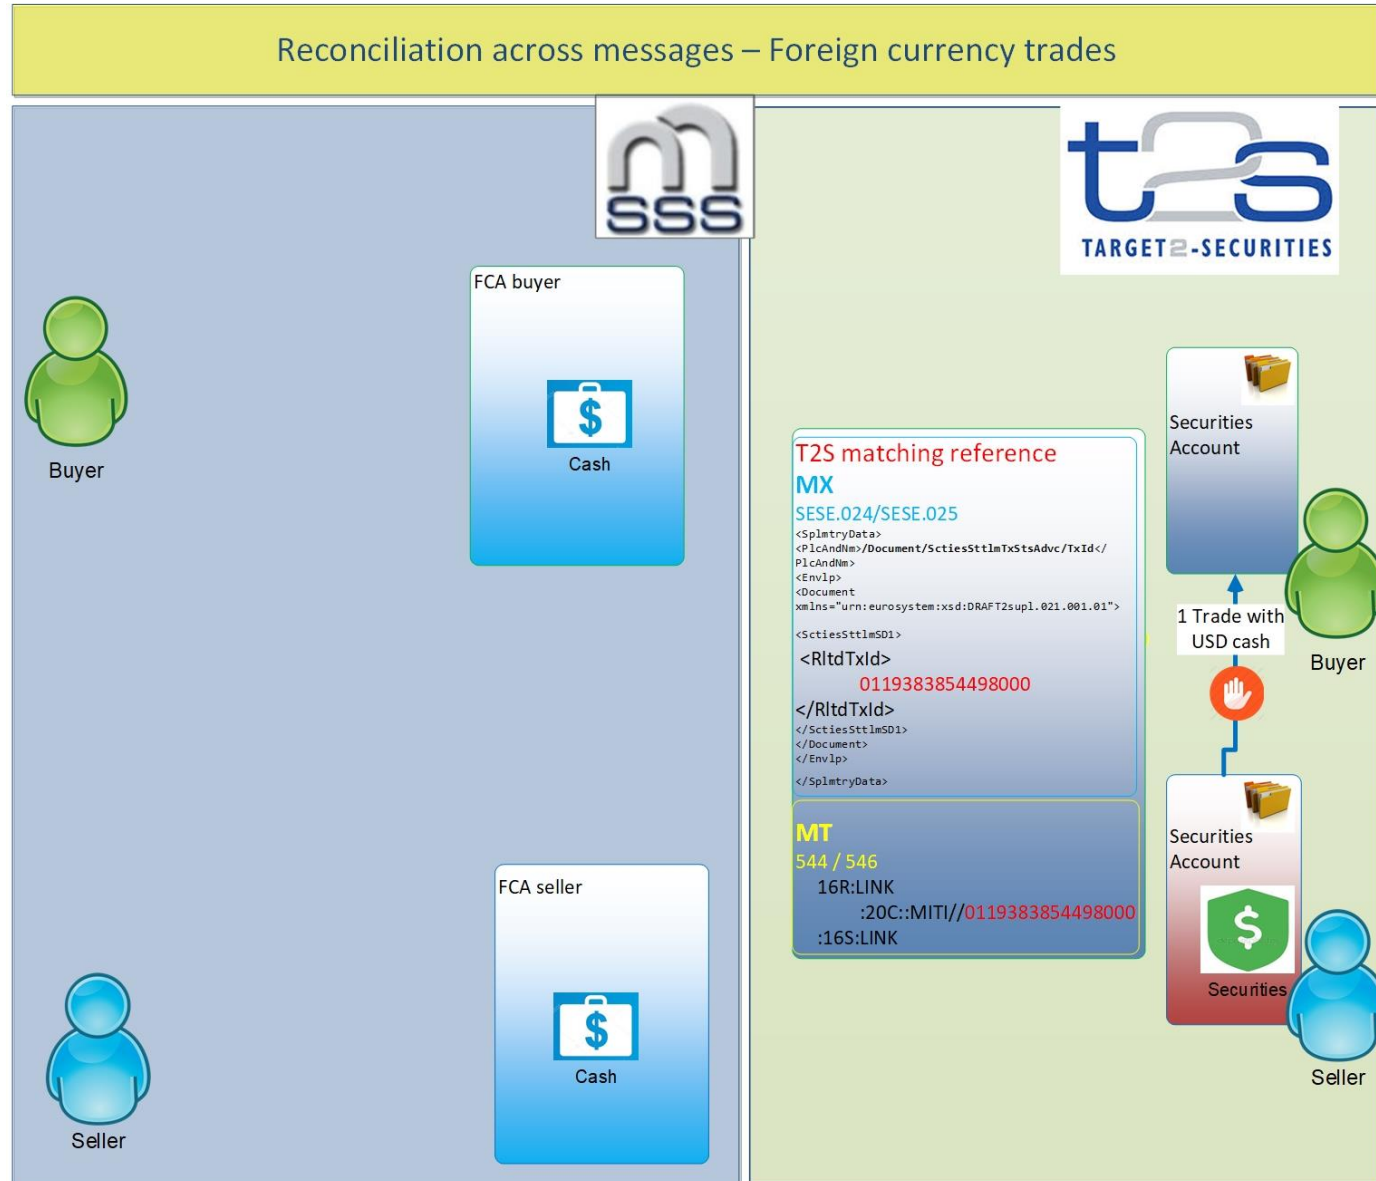 Reconciliation across messages – Foreign currency trades
m
sss
t2s
TARGET2-SECURITIES
FCA buyer
$
Cash
Buyer
T2S matching reference
MX
SESE.024/SESE.025
<SplmtryData>
<PlcAndNm>/Document/SctiesSttlmTxStsAdvc/TxId</
PlcAndNm>
<Envlp>
<Document
xmlns="urn:eurosystem:xsd:DRAFT2supl.021.001.01">
<SctiesSttlmSD1>
<RltdTxId>
0119383854498000
</RltdTxId>
</SctiesSttlmSD1>
</Document>
</Envlp>
</SplmtryData>
MT
544 / 546
16R:LINK
:20C::MITI//0119383854498000
:16S:LINK
Securities
Account
1 Trade with
USD cash
Buyer
Securities
Account
$
Securities
Seller
FCA seller
$
Cash
Seller